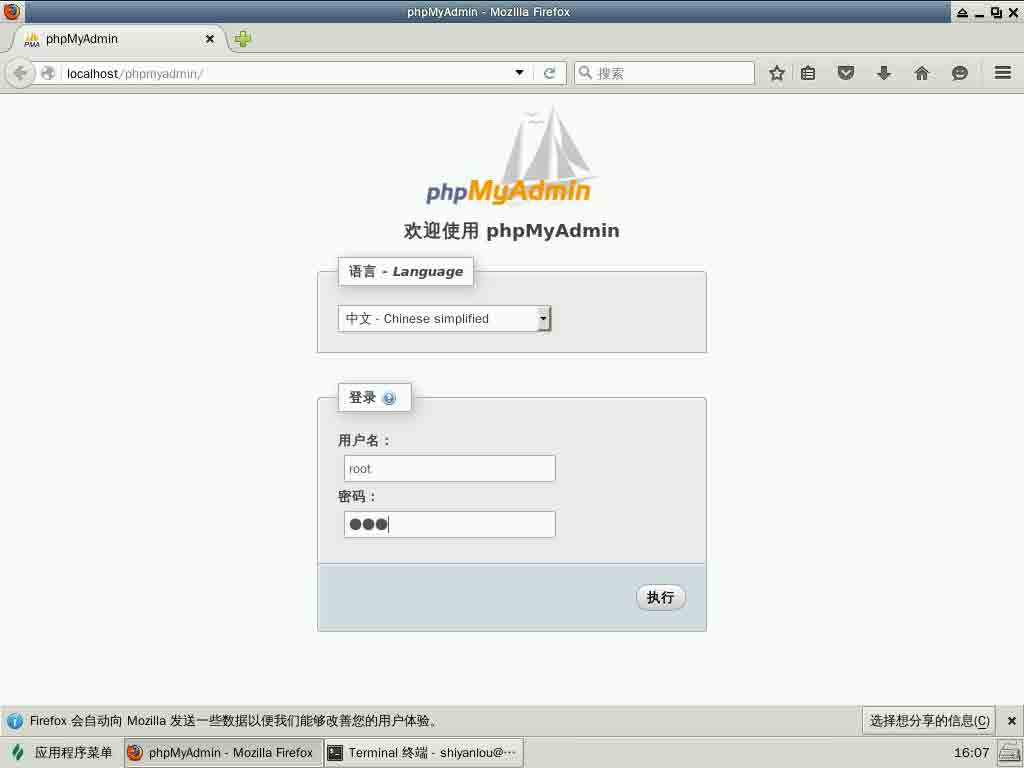 phpMyAdmin - Mozilla Firefox
PMA phpMyAdmin
localhost/phpmyadmin/
搜索
phpMyAdmin
欢迎使用 phpMyAdmin
语言 - Language
中文 - Chinese simplified
登录
用户名：
root
密码：
执行
Firefox 会自动向 Mozilla 发送一些数据以便我们能够改善您的用户体验。
选择想分享的信息(C)
应用程序菜单
phpMyAdmin - Mozilla Firefox
Terminal 终端 - shiyanlou@···
16:07